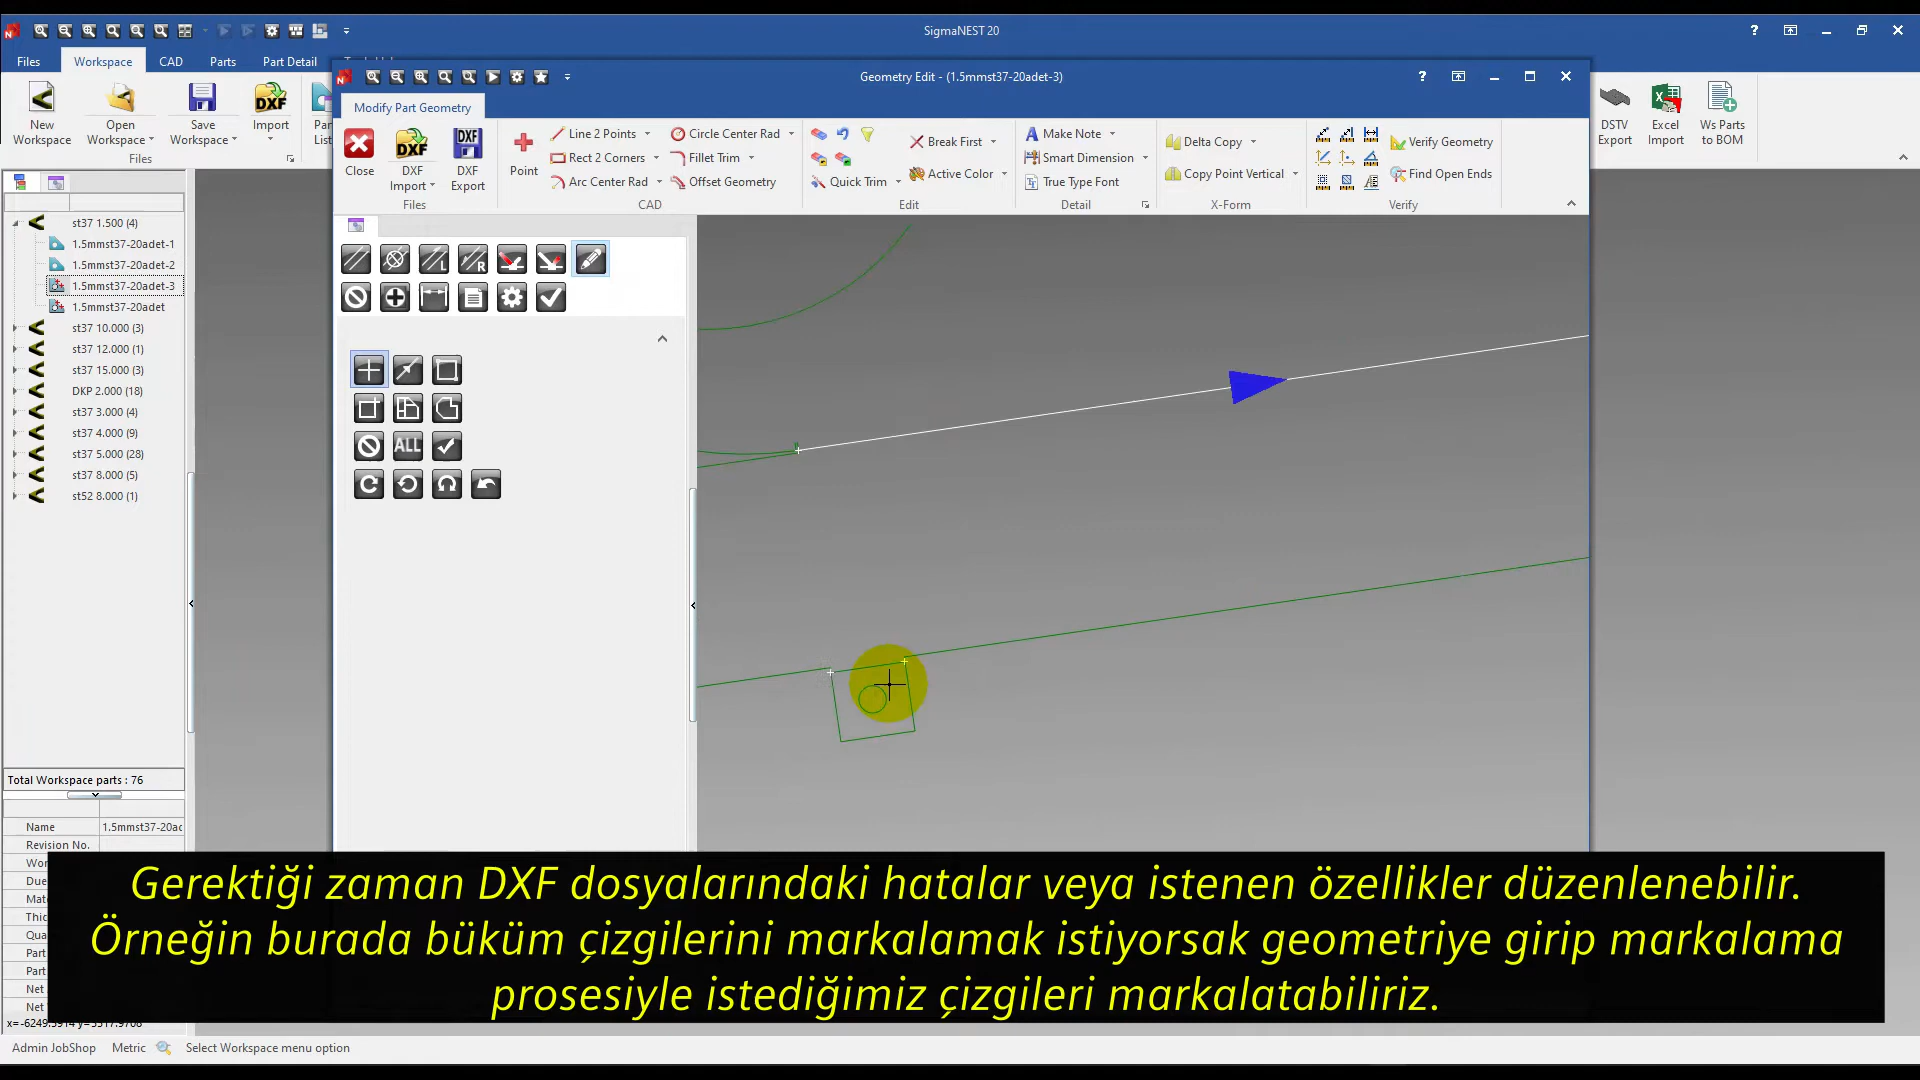 SigmaNEST 20
Files
Workspace
CAD
Parts
Part Detail
New
Workspace
Open
Workspace
Save
Workspace
DXF
Import
Files
Geometry Edit - (1.5mmst37-20adet-3)
Modify Part Geometry
Close
DXF
DXF
Import
DXF
DXF
Export
Files
Point
Line 2 Points
Rect 2 Corners
Arc Center Rad
Circle Center Rad
Fillet Trim
Offset Geometry
CAD
Quick Trim
Break First
Active Color
Edit
Make Note
Smart Dimension
True Type Font
Detail
Delta Copy
Copy Point Vertical
X-Form
Verify Geometry
Find Open Ends
Verify
DSTV
Export
Excel
Import
Ws Parts
to BOM
st37 1.500 (4)
1.5mmst37-20adet-1
1.5mmst37-20adet-2
1.5mmst37-20adet-3
1.5mmst37-20adet
st37 10.000 (3)
st37 12.000 (1)
st37 15.000 (3)
DKP 2.000 (18)
st37 3.000 (4)
st37 4.000 (9)
st37 5.000 (28)
st37 8.000 (5)
st52 8.000 (1)
ALL
Total Workspace parts : 76
Name
1.5mmst37-20ad
Revision No.
Gerektiği zaman DXF dosyalarındaki hatalar veya istenen özellikler düzenlenebilir.
Örneğin burada büküm çizgilerini markalamak istiyorsak geometriye girip markalama
prosesiyle istediğimiz çizgileri markalatabiliriz.
Admin JobShop
Metric
Select Workspace menu option